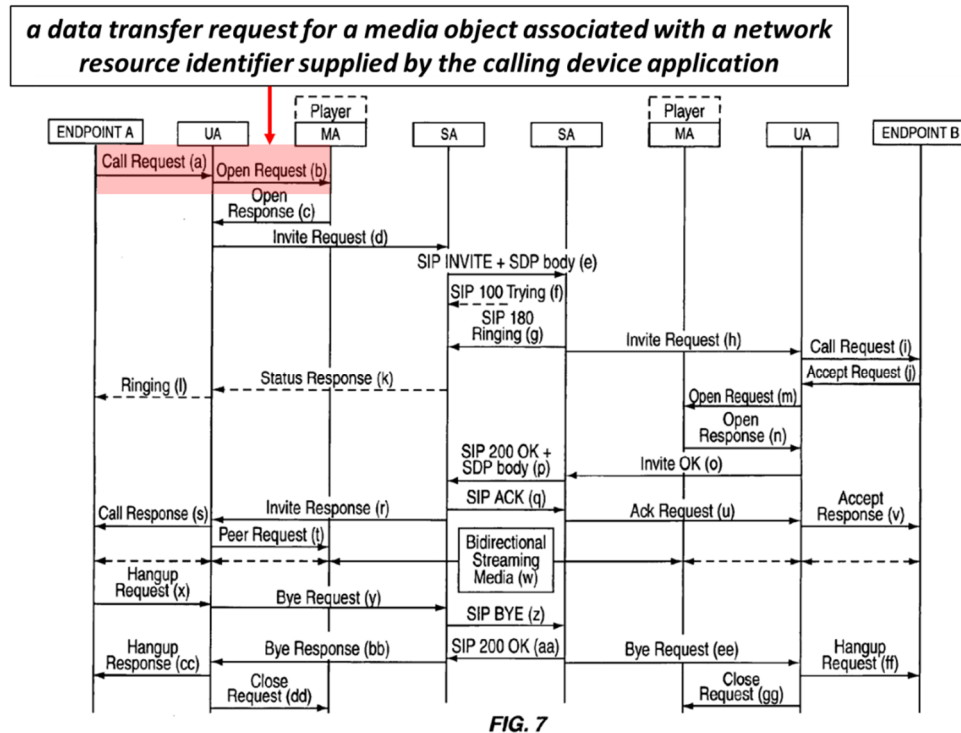 a data transfer request for a media object associated with a network
resource identifier supplied by the calling device application
Player
Player
ENDPOINT A
UA
MA
SA
SA
MA
UA
ENDPOINT B
Call Request (a)
Open Request (b)
Open
Response (c)
Invite Request (d)
SIP INVITE + SDP body (e)
SIP 100 Trying (f)
SIP 180
Ringing (g)
Invite Request (h)
Call Request (i)
Accept Request (j)
Status Response (k)
Ringing (l)
Open Request (m)
Open
Response (n)
Invite OK (o)
SIP 200 OK +
SDP body (p)
SIP ACK (q)
Invite Response (r)
Call Response (s)
Peer Request (t)
Ack Request (u)
Accept
Response (v)
Bidirectional
Streaming
Media (w)
Hangup
Request (x)
Bye Request (y)
SIP BYE (z)
SIP 200 OK (aa)
Bye Response (bb)
Hangup
Response (cc)
Close
Request (dd)
Bye Request (ee)
Hangup
Request (ff)
Close
Request (gg)
FIG. 7